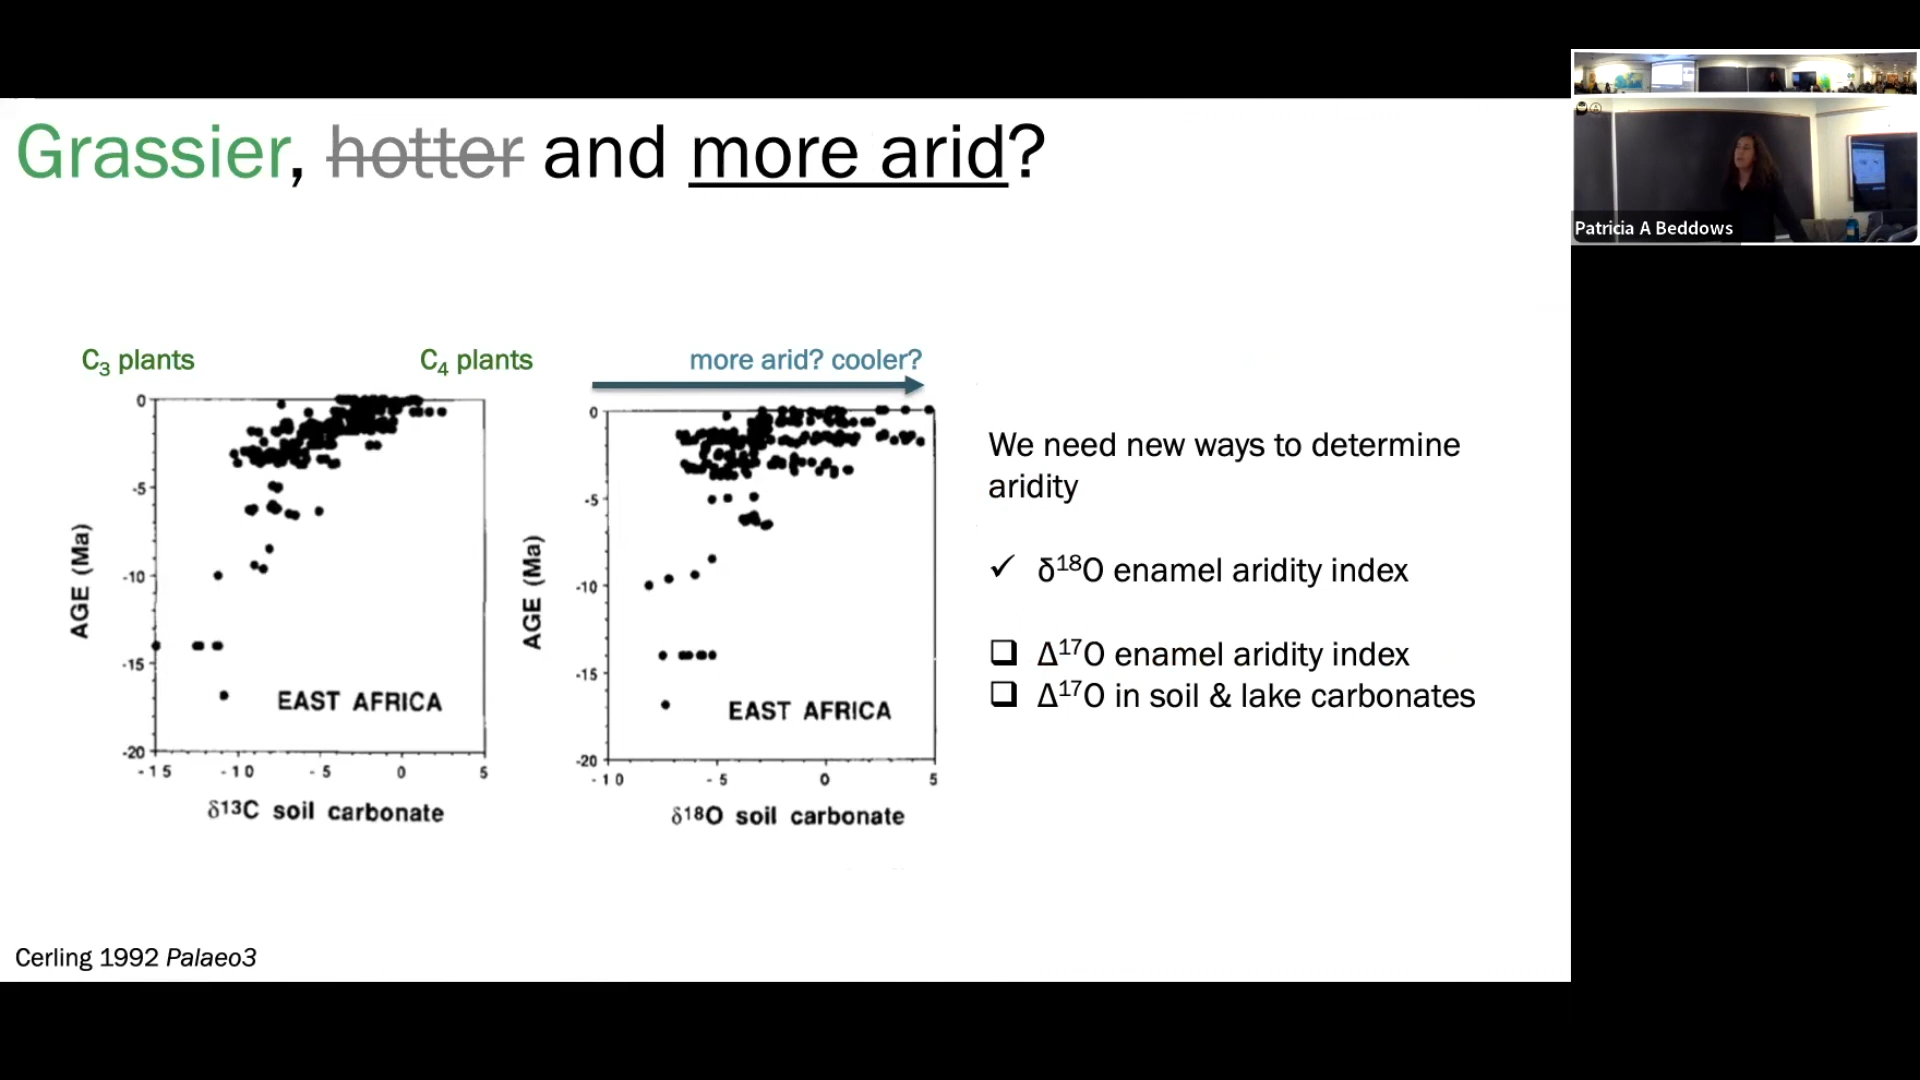 Grassier, hotter and more arid?
C₃ plants
C₄ plants
more arid? cooler?
0
-5
-10
-15
-20
-15
-10
-5
0
5
AGE (Ma)
EAST AFRICA
δ13C soil carbonate
0
-5
-10
-15
-20
-10
-5
0
5
AGE (Ma)
EAST AFRICA
δ18O soil carbonate
We need new ways to determine
aridity
✓ δ¹⁸O enamel aridity index
❑ Δ¹⁷O enamel aridity index
❑ Δ¹⁷O in soil & lake carbonates
Cerling 1992 Palaeo3
Patricia A Beddows